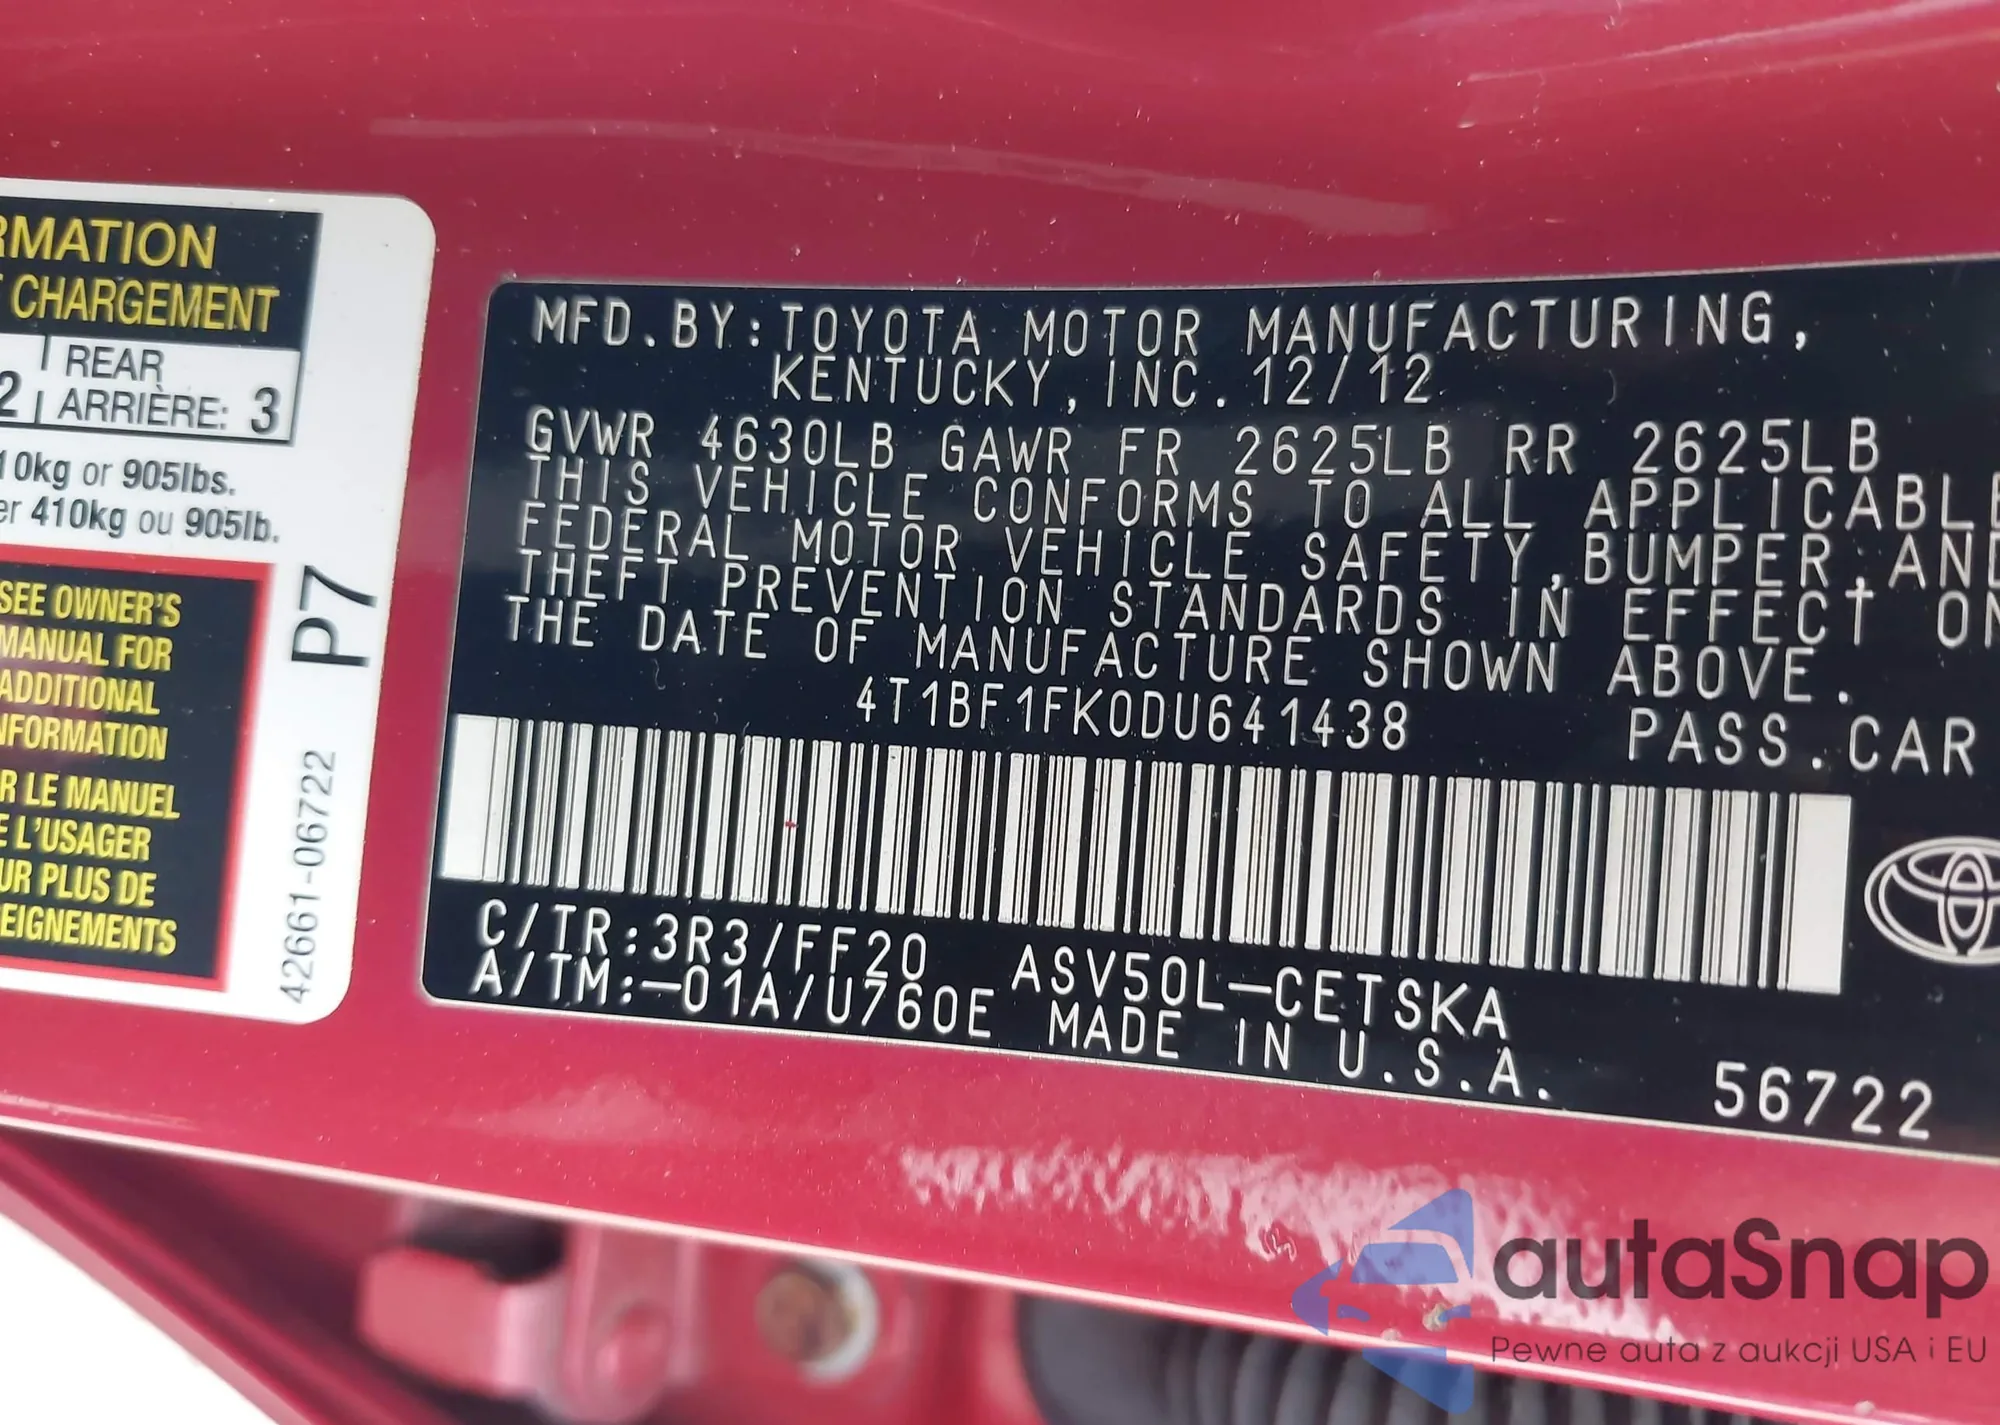 RMATION
CHARGEMENT
REAR
2 ARRIÈRE: 3
10kg or 905lbs.
er 410kg ou 905lb.
SEE OWNER'S
MANUAL FOR
ADDITIONAL
NFORMATION
R LE MANUEL
E L'USAGER
UR PLUS DE
EIGNEMENTS
P7
42661-06722
MFD.BY:TOYOTA MOTOR MANUFACTURING,
KENTUCKY, INC. 12/12
GVWR 4630LB GAWR FR 2625LB RR 2625LB
THIS VEHICLE CONFORMS TO ALL APPLICABLE
FEDERAL MOTOR VEHICLE SAFETY,BUMPER,AND
THEFT PREVENTION STANDARDS IN EFFECT ON
THE DATE OF MANUFACTURE SHOWN ABOVE.
4T1BF1FK0DU641438 PASS.CAR
C/TR:3R3/FF20 ASV50L-CETSKA
A/TM:-01A/U760E MADE IN U.S.A.
56722
autaSnap
Pewne auta z aukcji USA i EU